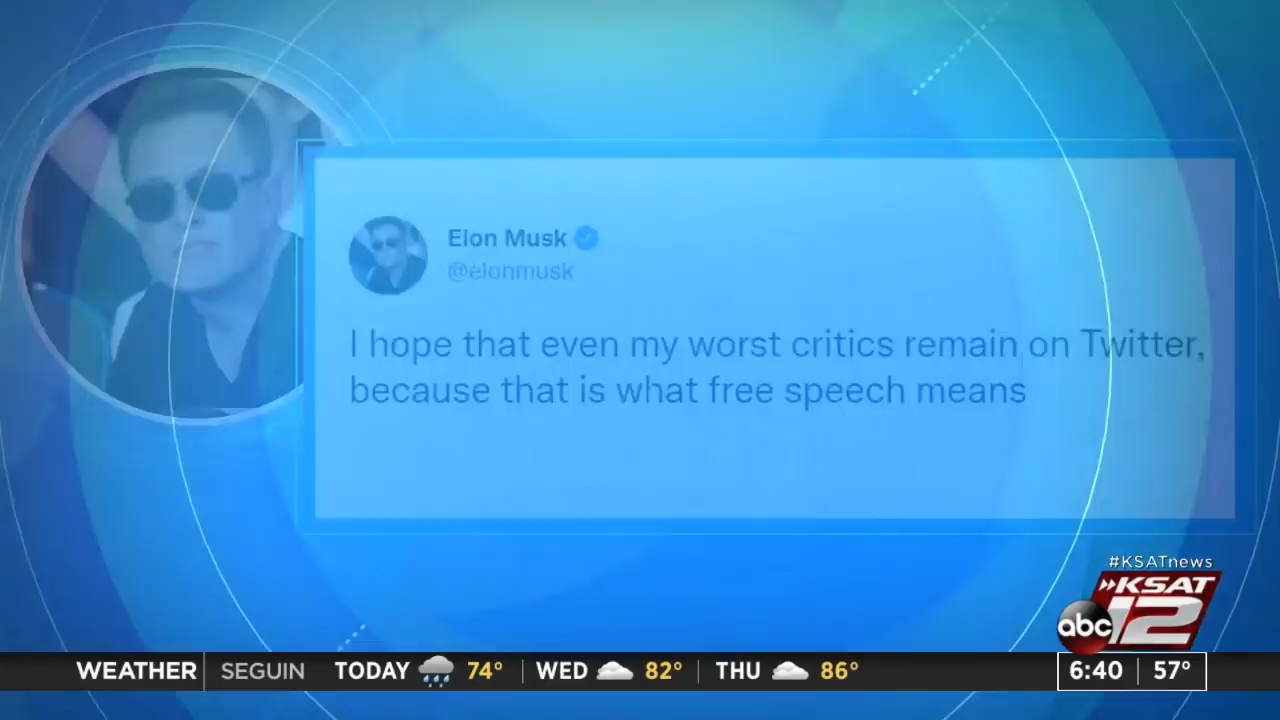 Elon Musk
@elonmusk
I hope that even my worst critics remain on Twitter,
because that is what free speech means
#KSATnews
KSAT
abc 12
WEATHER SEGUIN TODAY 74° WED 82° THU 86° 6:40 57°